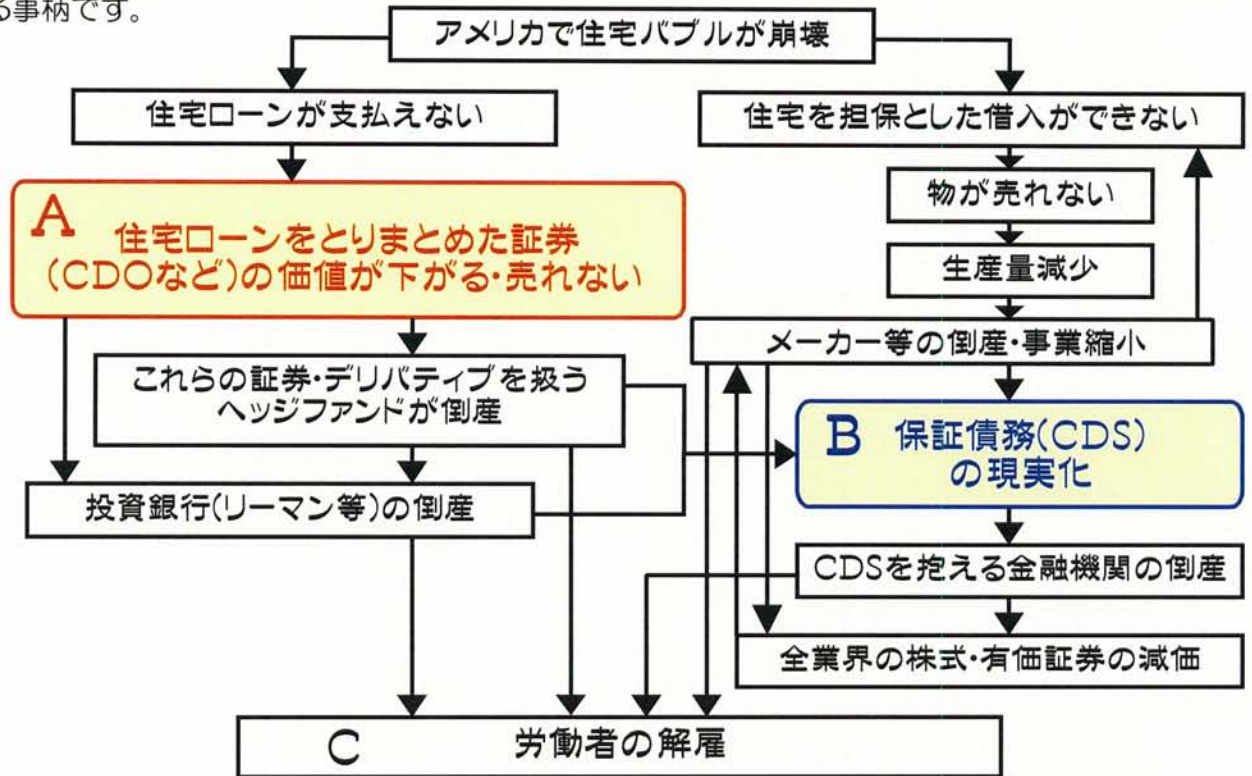 る事柄です。
アメリカで住宅バブルが崩壊
住宅ローンが支払えない
住宅を担保とした借入ができない
物が売れない
A
住宅ローンをとりまとめた証券
(CDOなど)の価値が下がる・売れない
生産量減少
メーカー等の倒産・事業縮小
これらの証券・デリバティブを扱う
ヘッジファンドが倒産
B 保証債務(CDS)
の現実化
投資銀行(リーマン等)の倒産
CDSを抱える金融機関の倒産
全業界の株式・有価証券の減価
C 労働者の解雇